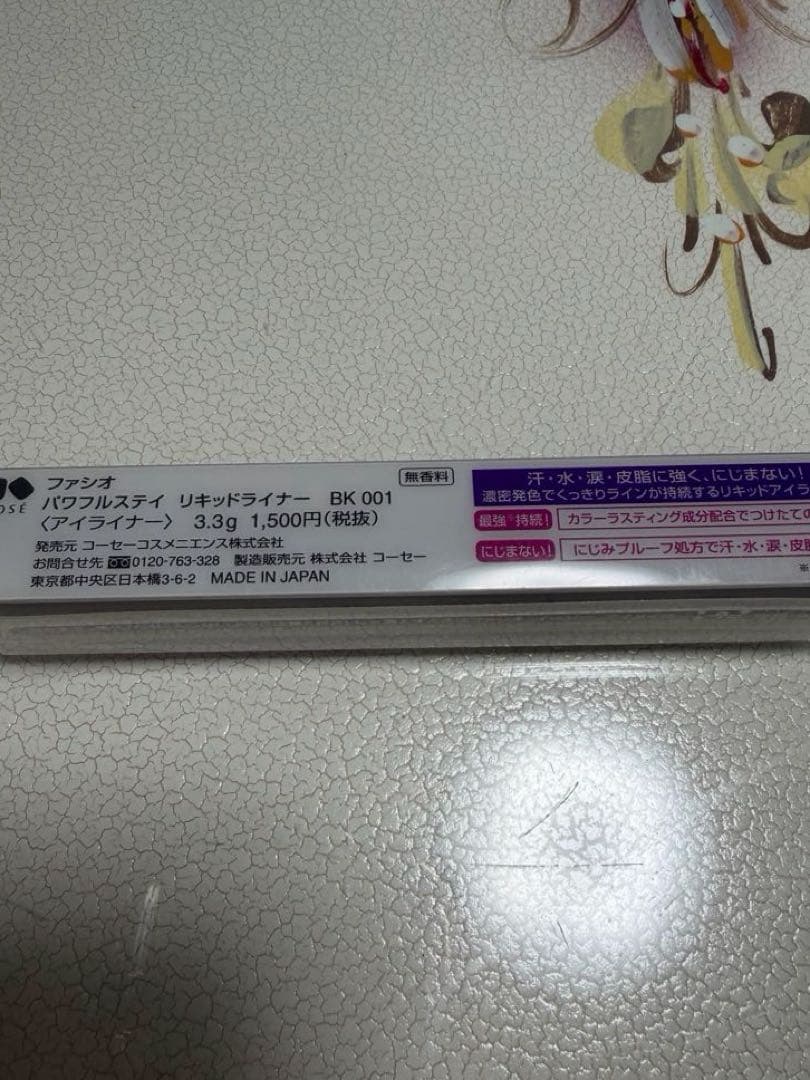 OSÉ
ファシオ
パワフルステイ リキッドライナー BK 001
〈アイライナー〉 3.3g 1,500円(税抜)
発売元 コーセーコスメニエンス株式会社
お問合せ先 0120-763-328 製造販売元 株式会社 コーセー
東京都中央区日本橋3-6-2 MADE IN JAPAN
無香料
汗・水・涙・皮脂に強く、にじまない!
濃密発色でくっきりラインが持続するリキッドアイラ
最強※持続! カラーラスティング成分配合でつけたての
にじまない! にじみプルーフ処方で汗・水・涙・皮脂
※